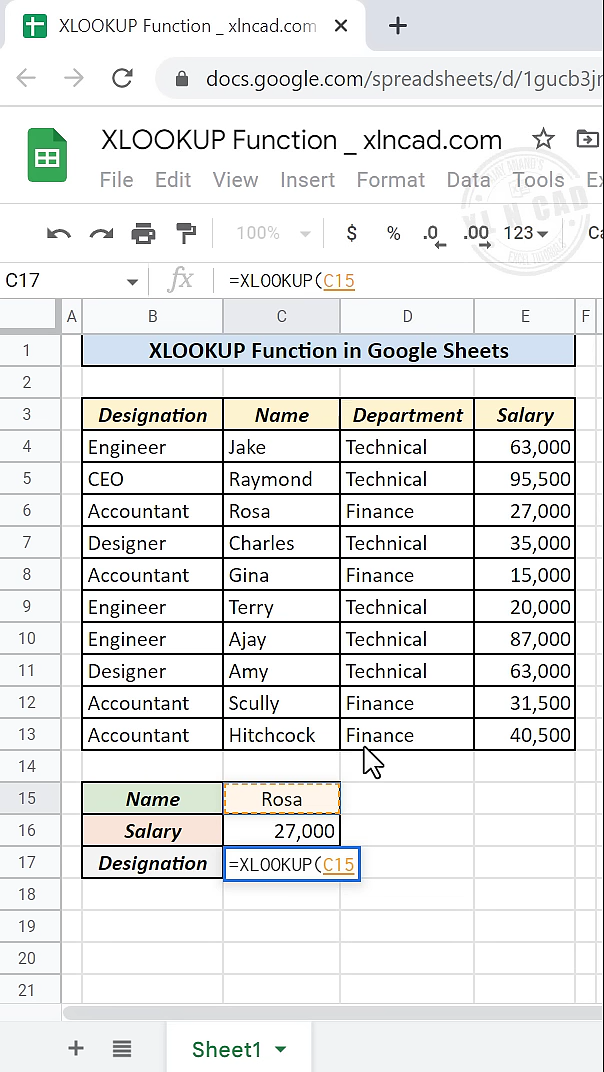 XLOOKUP Function _ xlncad.com
docs.google.com/spreadsheets/d/1gucb3jr
XLOOKUP Function _ xlncad.com
File Edit View Insert Format Data Tools Ex
100% $ % .0 .00 123 Ca
XL N CAD
C17 fx =XLOOKUP(C15
A B C D E F
1 XLOOKUP Function in Google Sheets
2
3 Designation Name Department Salary
4 Engineer Jake Technical 63,000
5 CEO Raymond Technical 95,500
6 Accountant Rosa Finance 27,000
7 Designer Charles Technical 35,000
8 Accountant Gina Finance 15,000
9 Engineer Terry Technical 20,000
10 Engineer Ajay Technical 87,000
11 Designer Amy Technical 63,000
12 Accountant Scully Finance 31,500
13 Accountant Hitchcock Finance 40,500
14
15 Name Rosa
16 Salary 27,000
17 Designation =XLOOKUP(C15
18
19
20
21
Sheet1